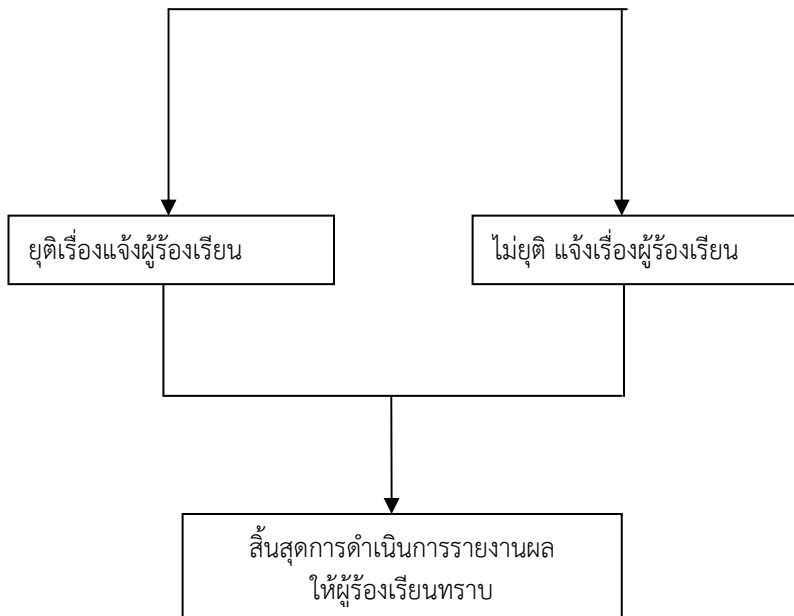 ยุติเรื่องแจ้งผู้ร้องเรียน
ไม่ยุติ แจ้งเรื่องผู้ร้องเรียน
สิ้นสุดการดำเนินการรายงานผล
ให้ผู้ร้องเรียนทราบ